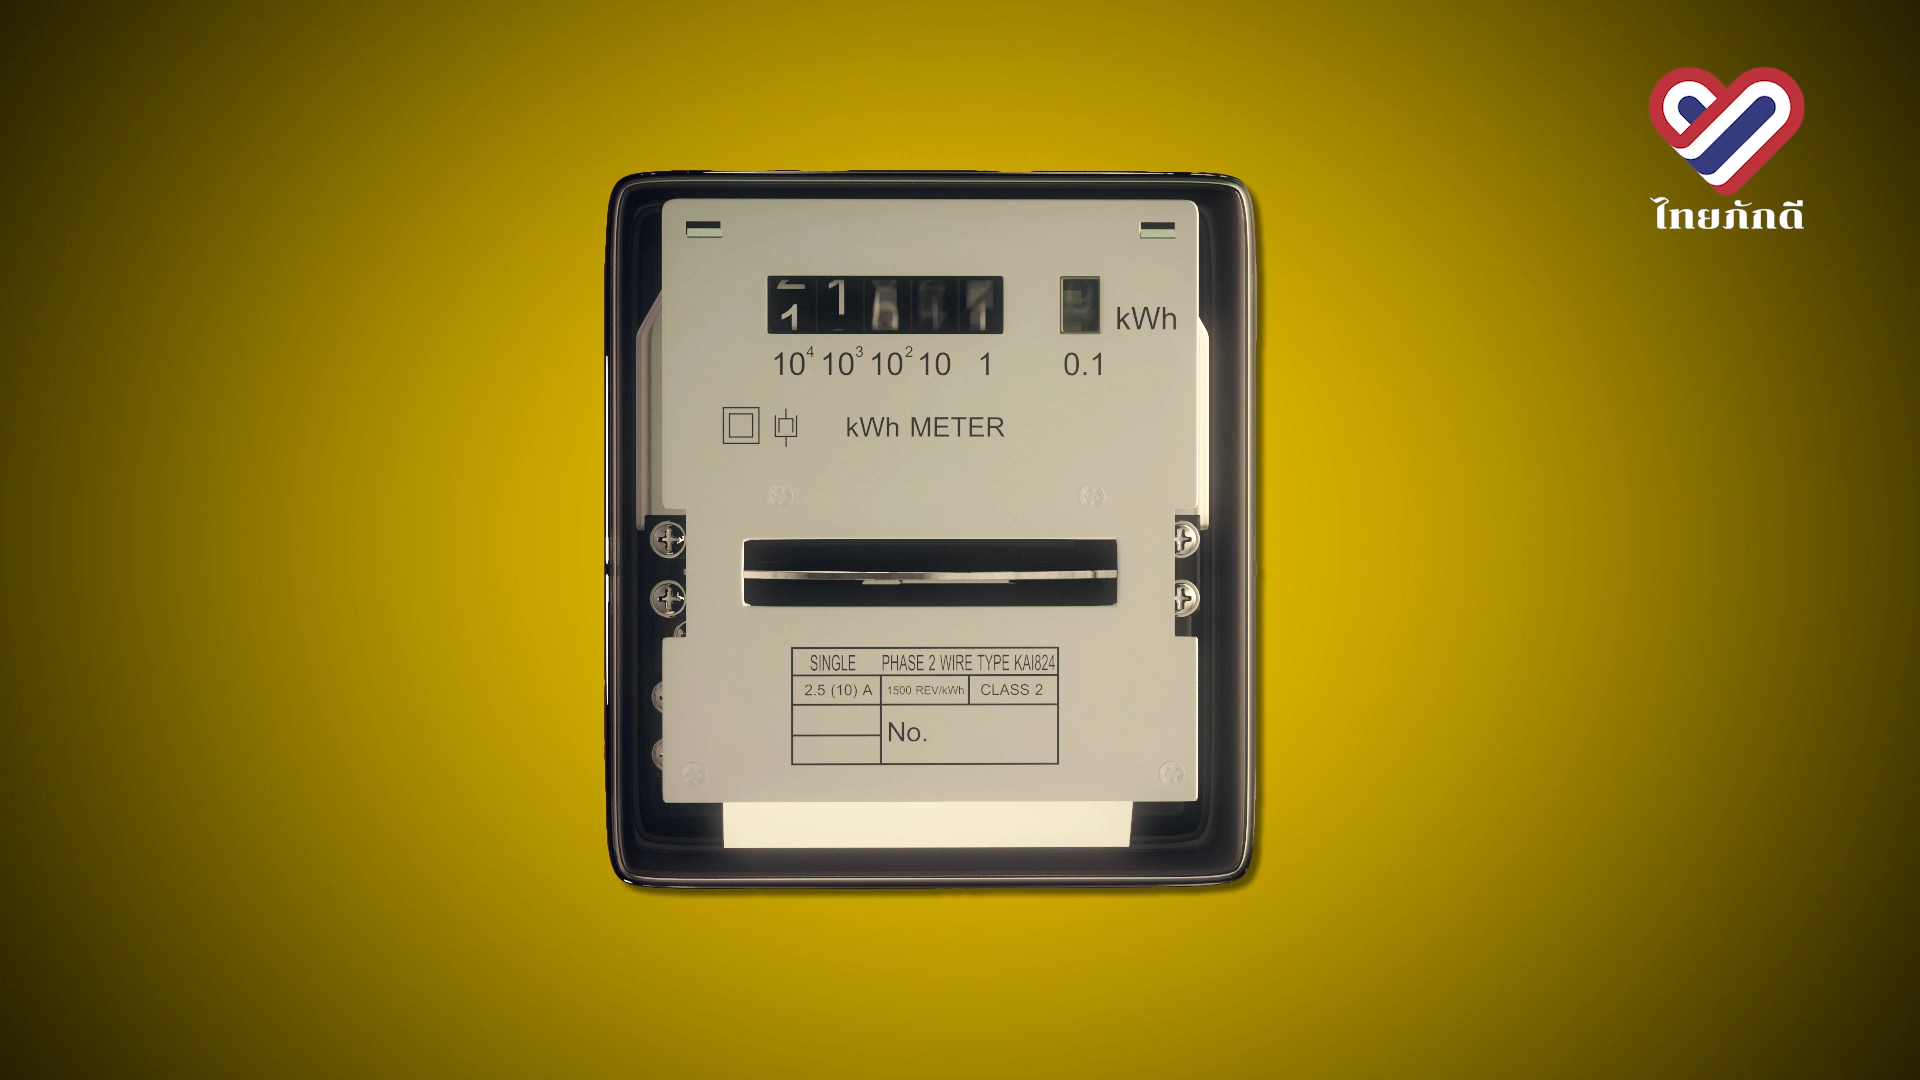 ไทยภักดี
kWh
10⁴ 10³ 10² 10 1 0.1
kWh METER
SINGLE PHASE 2 WIRE TYPE KAI824
2.5 (10) A 1500 REV/kWh CLASS 2
No.